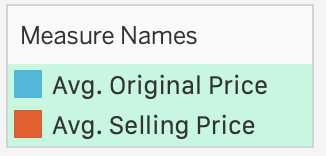 Measure Names
Avg. Original Price
Avg. Selling Price